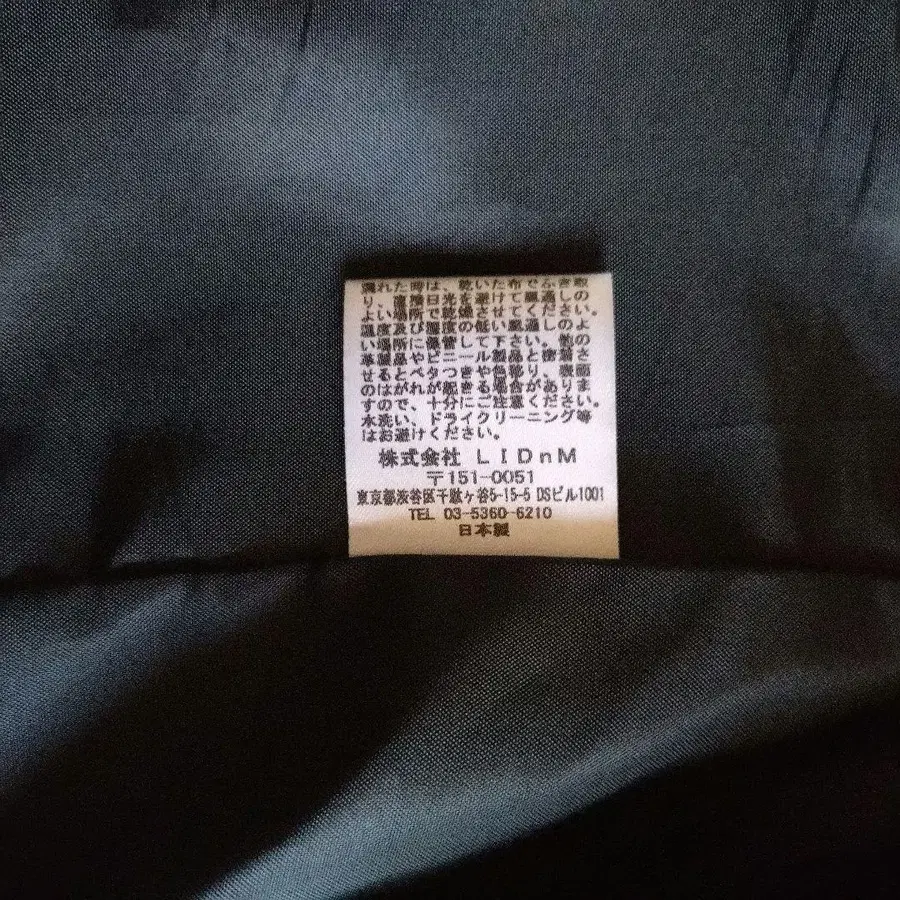 濡れた時は、乾いた布でふき取
り、直接日光を避けて風通しの
よい場所で乾燥させてください。
温度及び湿度の低い風通しのよ
い場所に保管して下さい。他の
革製品やビニール製品と密着さ
せるとベタつきや色移り、表面
のはがれが起きる場合がありま
すので、十分にご注意ください。
水洗い、ドライクリーニング等
はお避けください。
株式会社 LIDnM
〒151-0051
東京都渋谷区千駄ヶ谷5-15-5 DSビル1001
TEL 03-5360-6210
日本製